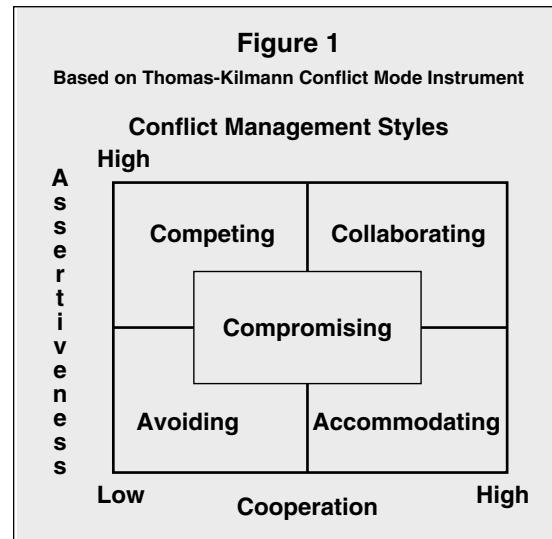 Figure 1
Based on Thomas-Kilmann Conflict Mode Instrument
Conflict Management Styles
High
Assertiveness
Competing
Collaborating
Compromising
Avoiding
Accommodating
Low
Cooperation
High